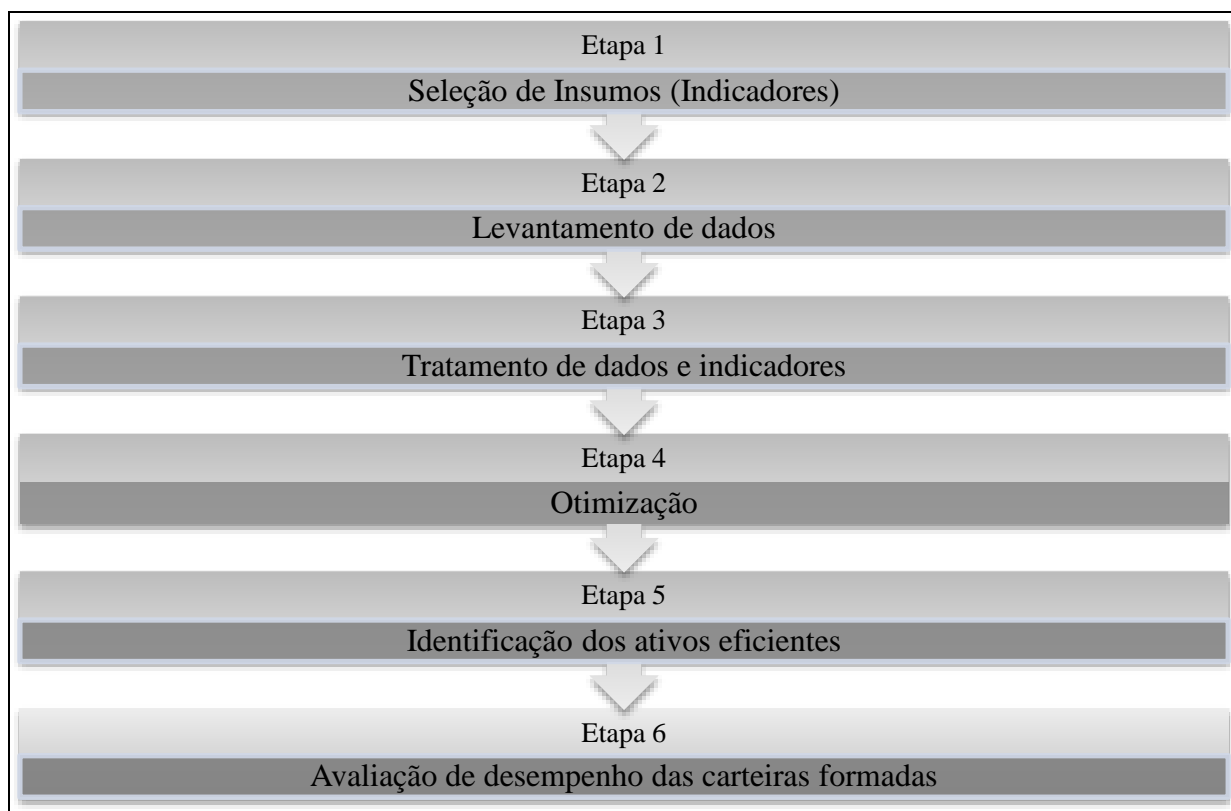 Etapa 1
Seleção de Insumos (Indicadores)
Etapa 2
Levantamento de dados
Etapa 3
Tratamento de dados e indicadores
Etapa 4
Otimização
Etapa 5
Identificação dos ativos eficientes
Etapa 6
Avaliação de desempenho das carteiras formadas